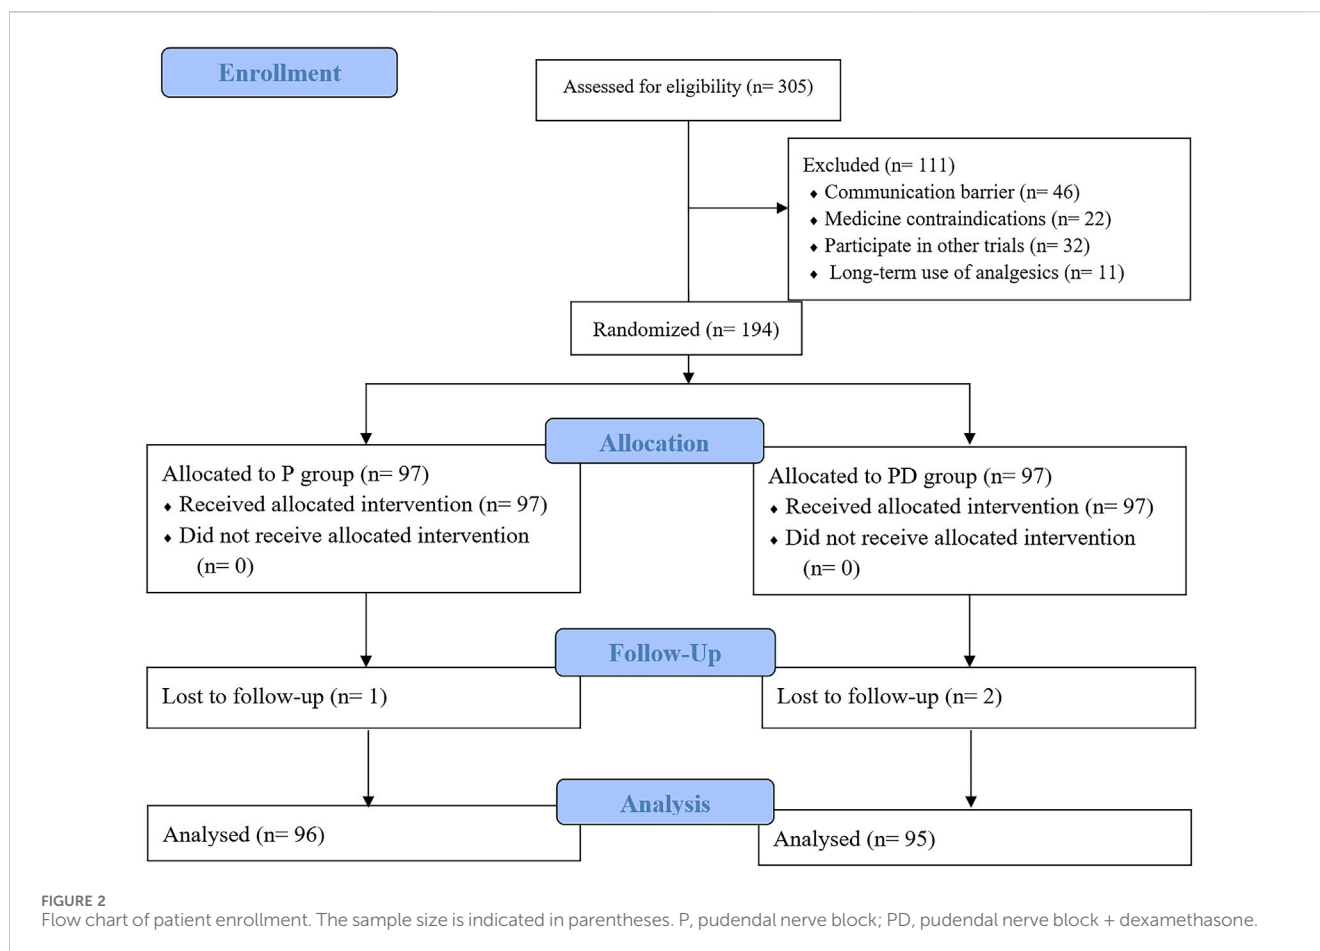 Enrollment
Assessed for eligibility (n= 305)
Excluded (n= 111)
♦ Communication barrier (n= 46)
♦ Medicine contraindications (n= 22)
♦ Participate in other trials (n= 32)
♦ Long-term use of analgesics (n= 11)
Randomized (n= 194)
Allocation
Allocated to P group (n= 97)
♦ Received allocated intervention (n= 97)
♦ Did not receive allocated intervention
(n= 0)
Allocated to PD group (n= 97)
♦ Received allocated intervention (n= 97)
♦ Did not receive allocated intervention
(n= 0)
Follow-Up
Lost to follow-up (n= 1)
Lost to follow-up (n= 2)
Analysis
Analysed (n= 96)
Analysed (n= 95)
FIGURE 2
Flow chart of patient enrollment. The sample size is indicated in parentheses. P, pudendal nerve block; PD, pudendal nerve block + dexamethasone.